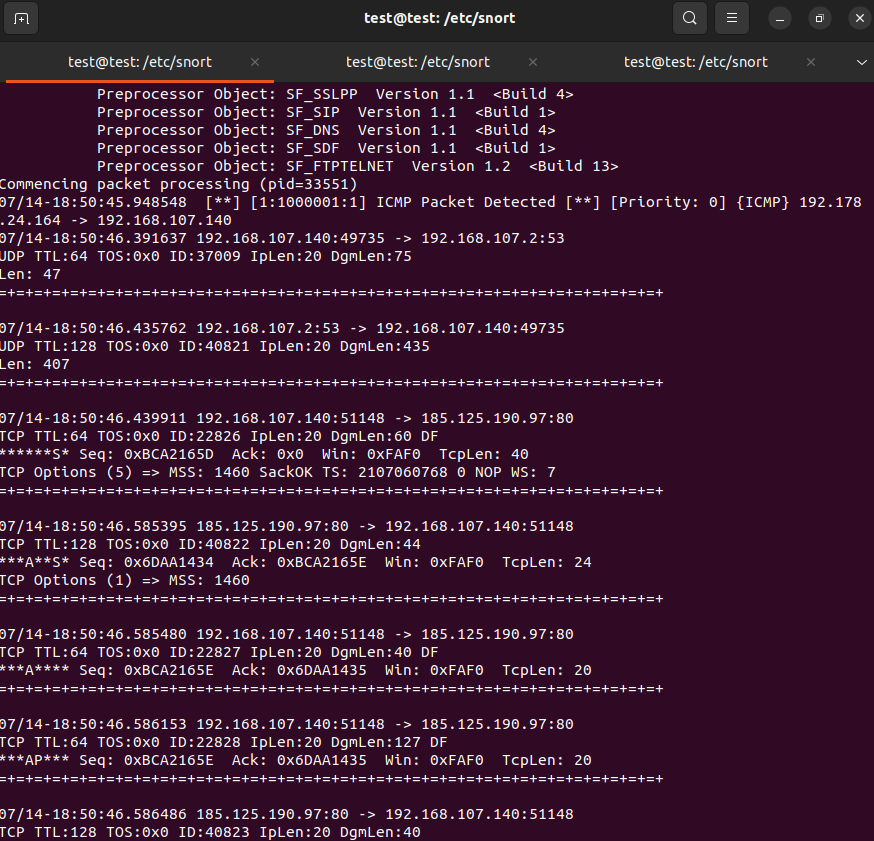 test@test: /etc/snort
test@test: /etc/snort
test@test: /etc/snort
test@test: /etc/snort
Preprocessor Object: SF_SSLPP  Version 1.1  <Build 4>
Preprocessor Object: SF_SIP  Version 1.1  <Build 1>
Preprocessor Object: SF_DNS  Version 1.1  <Build 4>
Preprocessor Object: SF_SDF  Version 1.1  <Build 1>
Preprocessor Object: SF_FTPTELNET  Version 1.2  <Build 13>
Commencing packet processing (pid=33551)
07/14-18:50:45.948548  [**] [1:1000001:1] ICMP Packet Detected [**] [Priority: 0] {ICMP} 192.178
.24.164 -> 192.168.107.140
07/14-18:50:46.391637 192.168.107.140:49735 -> 192.168.107.2:53
UDP TTL:64 TOS:0x0 ID:37009 IpLen:20 DgmLen:75
Len: 47
=+=+=+=+=+=+=+=+=+=+=+=+=+=+=+=+=+=+=+=+=+=+=+=+=+=+=+=+=+=+=+=+=+=+=+=+=+
07/14-18:50:46.435762 192.168.107.2:53 -> 192.168.107.140:49735
UDP TTL:128 TOS:0x0 ID:40821 IpLen:20 DgmLen:435
Len: 407
=+=+=+=+=+=+=+=+=+=+=+=+=+=+=+=+=+=+=+=+=+=+=+=+=+=+=+=+=+=+=+=+=+=+=+=+=+
07/14-18:50:46.439911 192.168.107.140:51148 -> 185.125.190.97:80
TCP TTL:64 TOS:0x0 ID:22826 IpLen:20 DgmLen:60 DF
******S* Seq: 0xBCA2165D  Ack: 0x0  Win: 0xFAF0  TcpLen: 40
TCP Options (5) => MSS: 1460 SackOK TS: 2107060768 0 NOP WS: 7
=+=+=+=+=+=+=+=+=+=+=+=+=+=+=+=+=+=+=+=+=+=+=+=+=+=+=+=+=+=+=+=+=+=+=+=+=+
07/14-18:50:46.585395 185.125.190.97:80 -> 192.168.107.140:51148
TCP TTL:128 TOS:0x0 ID:40822 IpLen:20 DgmLen:44
***A**S* Seq: 0x6DAA1434  Ack: 0xBCA2165E  Win: 0xFAF0  TcpLen: 24
TCP Options (1) => MSS: 1460
=+=+=+=+=+=+=+=+=+=+=+=+=+=+=+=+=+=+=+=+=+=+=+=+=+=+=+=+=+=+=+=+=+=+=+=+=+
07/14-18:50:46.585480 192.168.107.140:51148 -> 185.125.190.97:80
TCP TTL:64 TOS:0x0 ID:22827 IpLen:20 DgmLen:40 DF
***A**** Seq: 0xBCA2165E  Ack: 0x6DAA1435  Win: 0xFAF0  TcpLen: 20
=+=+=+=+=+=+=+=+=+=+=+=+=+=+=+=+=+=+=+=+=+=+=+=+=+=+=+=+=+=+=+=+=+=+=+=+=+
07/14-18:50:46.586153 192.168.107.140:51148 -> 185.125.190.97:80
TCP TTL:64 TOS:0x0 ID:22828 IpLen:20 DgmLen:127 DF
***AP*** Seq: 0xBCA2165E  Ack: 0x6DAA1435  Win: 0xFAF0  TcpLen: 20
=+=+=+=+=+=+=+=+=+=+=+=+=+=+=+=+=+=+=+=+=+=+=+=+=+=+=+=+=+=+=+=+=+=+=+=+=+
07/14-18:50:46.586486 185.125.190.97:80 -> 192.168.107.140:51148
TCP TTL:128 TOS:0x0 ID:40823 IpLen:20 DgmLen:40